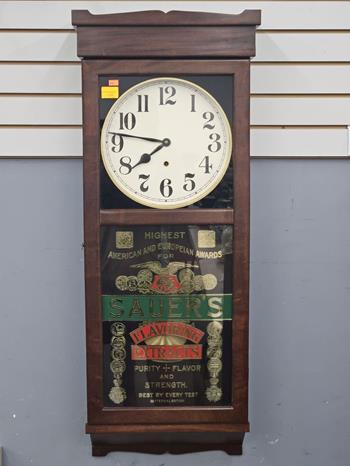 12
1
2
3
4
5
6
7
8
9
10
11
HIGHEST
AMERICAN AND EUROPEAN AWARDS
FOR
SAUER'S
FLAVORING
EXTRACTS
PURITY + FLAVOR
AND
STRENGTH.
BEST BY EVERY TEST